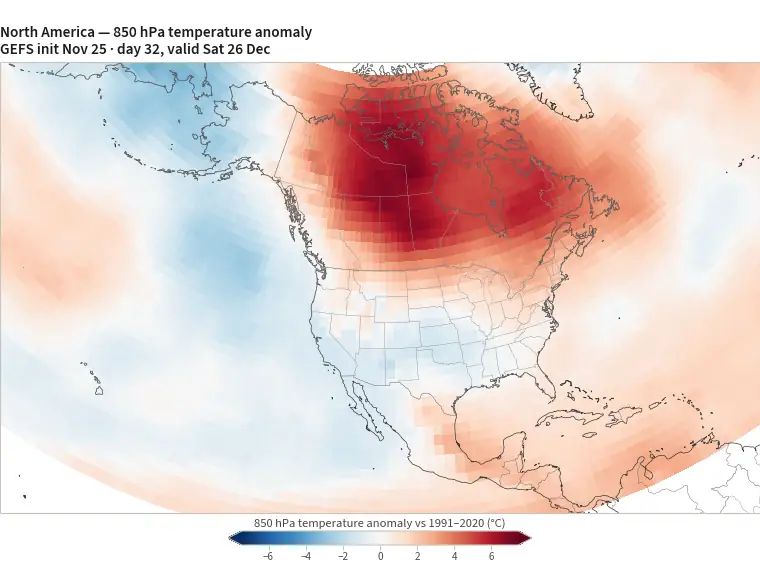 North America — 850 hPa temperature anomaly
GEFS init Nov 25 · day 32, valid Sat 26 Dec
850 hPa temperature anomaly vs 1991–2020 (°C)
−6 −4 −2 0 2 4 6